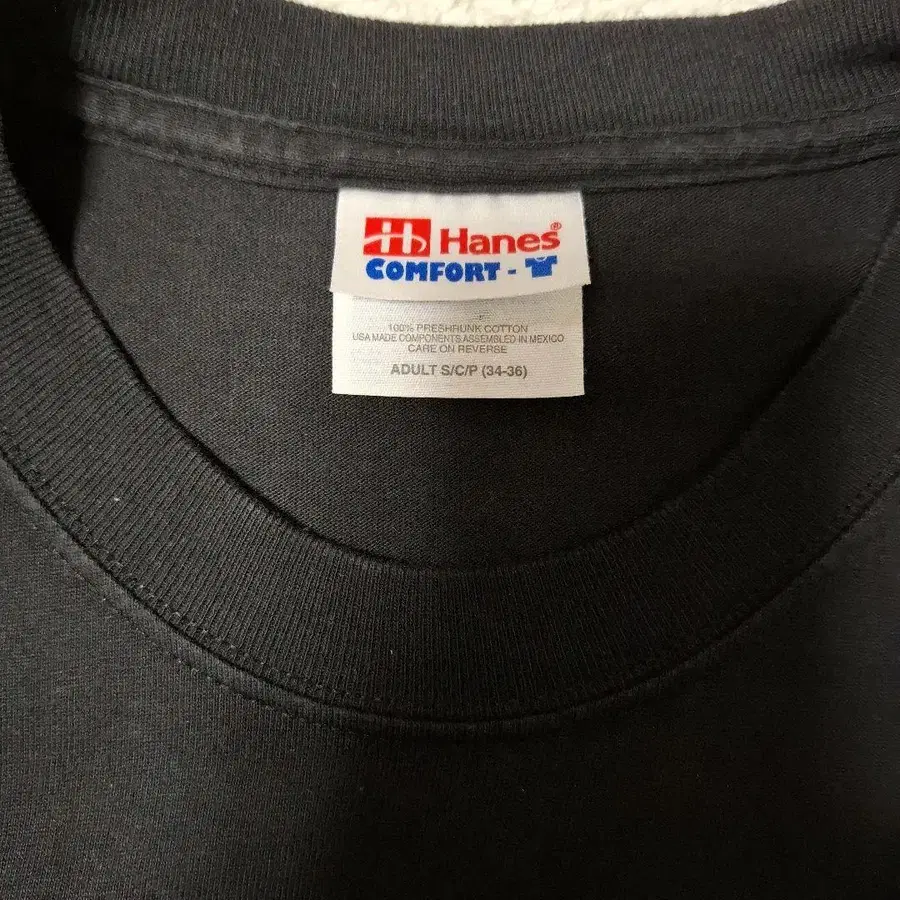 H Hanes®
COMFORT -
100% PRESHRUNK COTTON
USA MADE COMPONENTS ASSEMBLED IN MEXICO
CARE ON REVERSE
ADULT S/C/P (34-36)